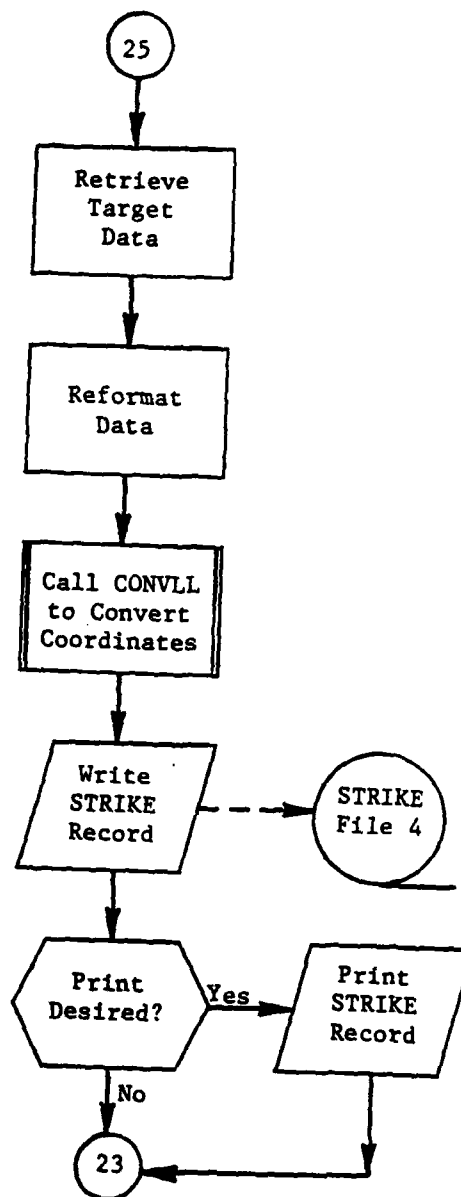 25
Retrieve
Target
Data
Reformat
Data
Call CONVLL
to Convert
Coordinates
Write
STRIKE
Record
STRIKE
File 4
Print
Desired?
Yes
Print
STRIKE
Record
No
23